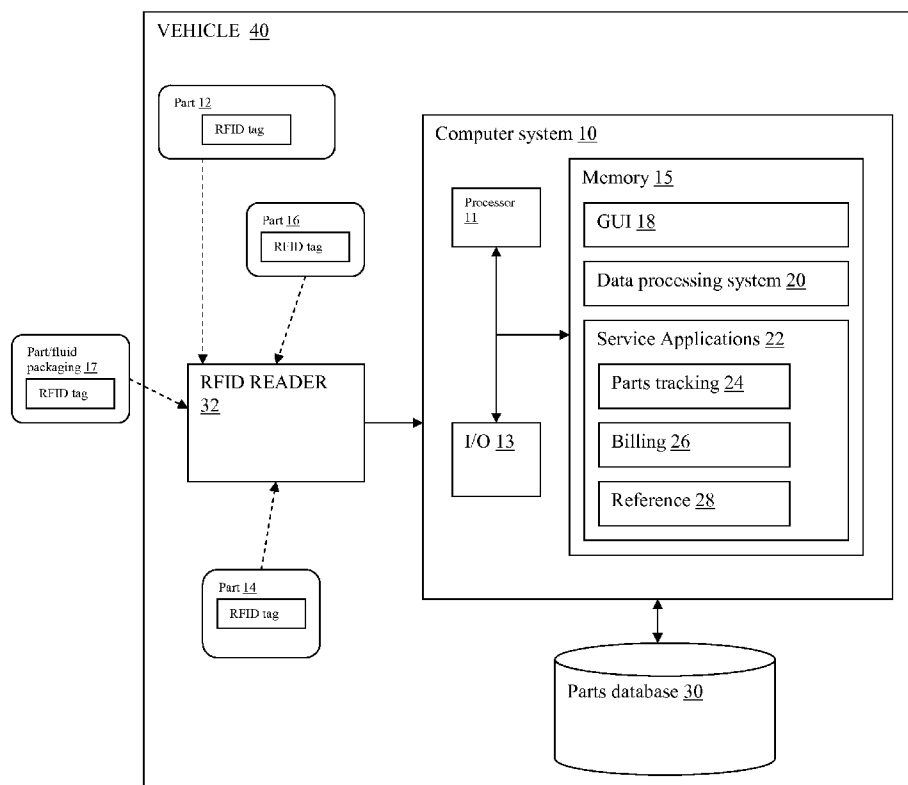 VEHICLE 40
Part 12
RFID tag
Part 16
RFID tag
Part/fluid
packaging 17
RFID tag
RFID READER
32
Part 14
RFID tag
Computer system 10
Processor
11
I/O 13
Memory 15
GUI 18
Data processing system 20
Service Applications 22
Parts tracking 24
Billing 26
Reference 28
Parts database 30